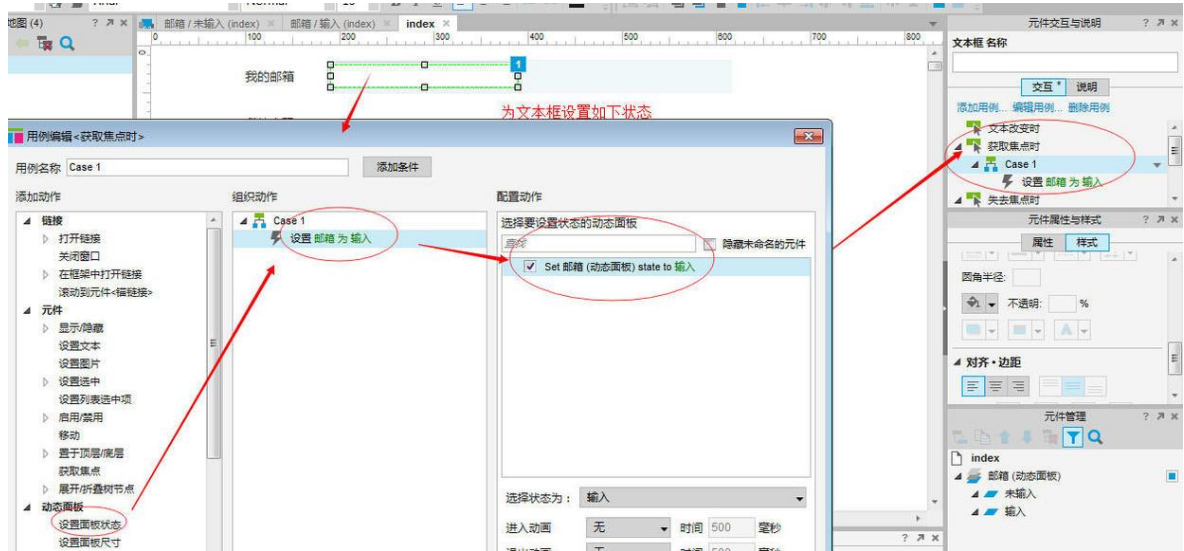 地图 (4)
邮箱 / 未输入 (index)
邮箱 / 输入 (index)
index
元件交互与说明
0 100 200 300 400 500 600 700 800
0
文本框 名称
我的邮箱
1
交互* 说明
为文本框设置如下状态
添加用例... 编辑用例... 删除用例
文本改变时
获取焦点时
Case 1
设置 邮箱 为 输入
失去焦点时
用例编辑<获取焦点时>
用例名称 Case 1
添加条件
添加动作
组织动作
配置动作
链接
打开链接
关闭窗口
在框架中打开链接
滚动到元件<锚链接>
元件
显示/隐藏
设置文本
设置图片
设置选中
设置列表选中项
启用/禁用
移动
置于顶层/底层
获取焦点
展开/折叠树节点
动态面板
设置面板状态
设置面板尺寸
Case 1
设置 邮箱 为 输入
选择要设置状态的动态面板
查找
隐藏未命名的元件
Set 邮箱 (动态面板) state to 输入
选择状态为: 输入
进入动画 无 时间 500 毫秒
元件属性与样式
属性 样式
圆角半径:
不透明: %
对齐 • 边距
元件管理
index
邮箱 (动态面板)
未输入
输入